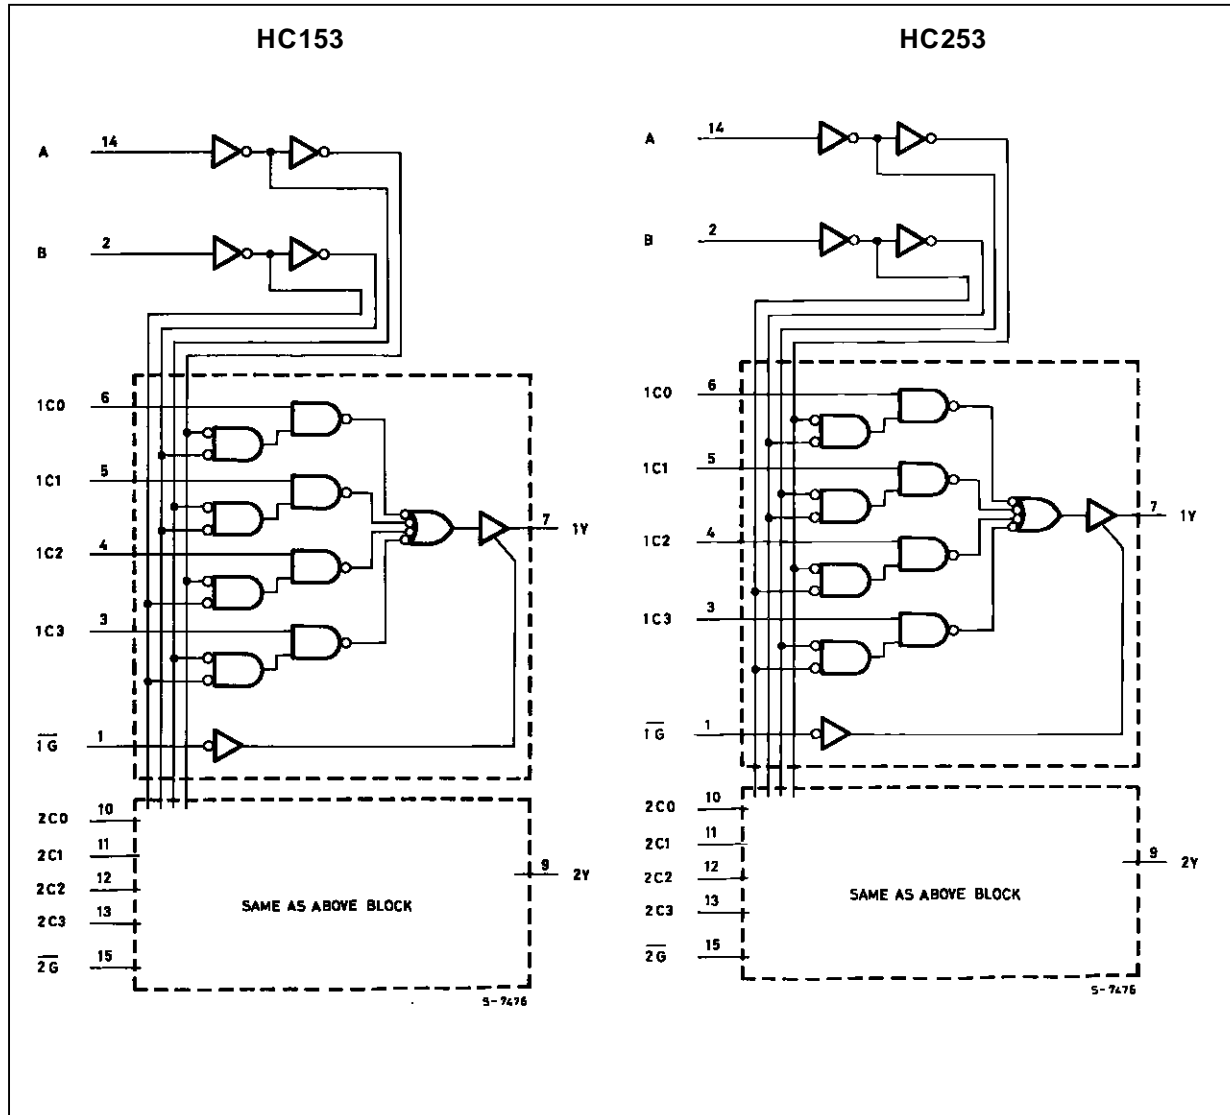 HC153
A 14
B 2
1C0 6
1C1 5
1C2 4
1C3 3
1G 1
7 1Y
2C0 10
2C1 11
2C2 12
2C3 13
2G 15
9 2Y
SAME AS ABOVE BLOCK
S-7476
HC253
A 14
B 2
1C0 6
1C1 5
1C2 4
1C3 3
1G 1
7 1Y
2C0 10
2C1 11
2C2 12
2C3 13
2G 15
9 2Y
SAME AS ABOVE BLOCK
S-7476